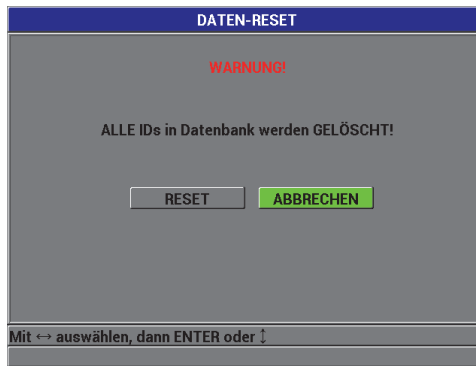 DATEN-RESET
WARNUNG!
ALLE IDs in Datenbank werden GELÖSCHT!
RESET
ABBRECHEN
Mit ↔ auswählen, dann ENTER oder ↕